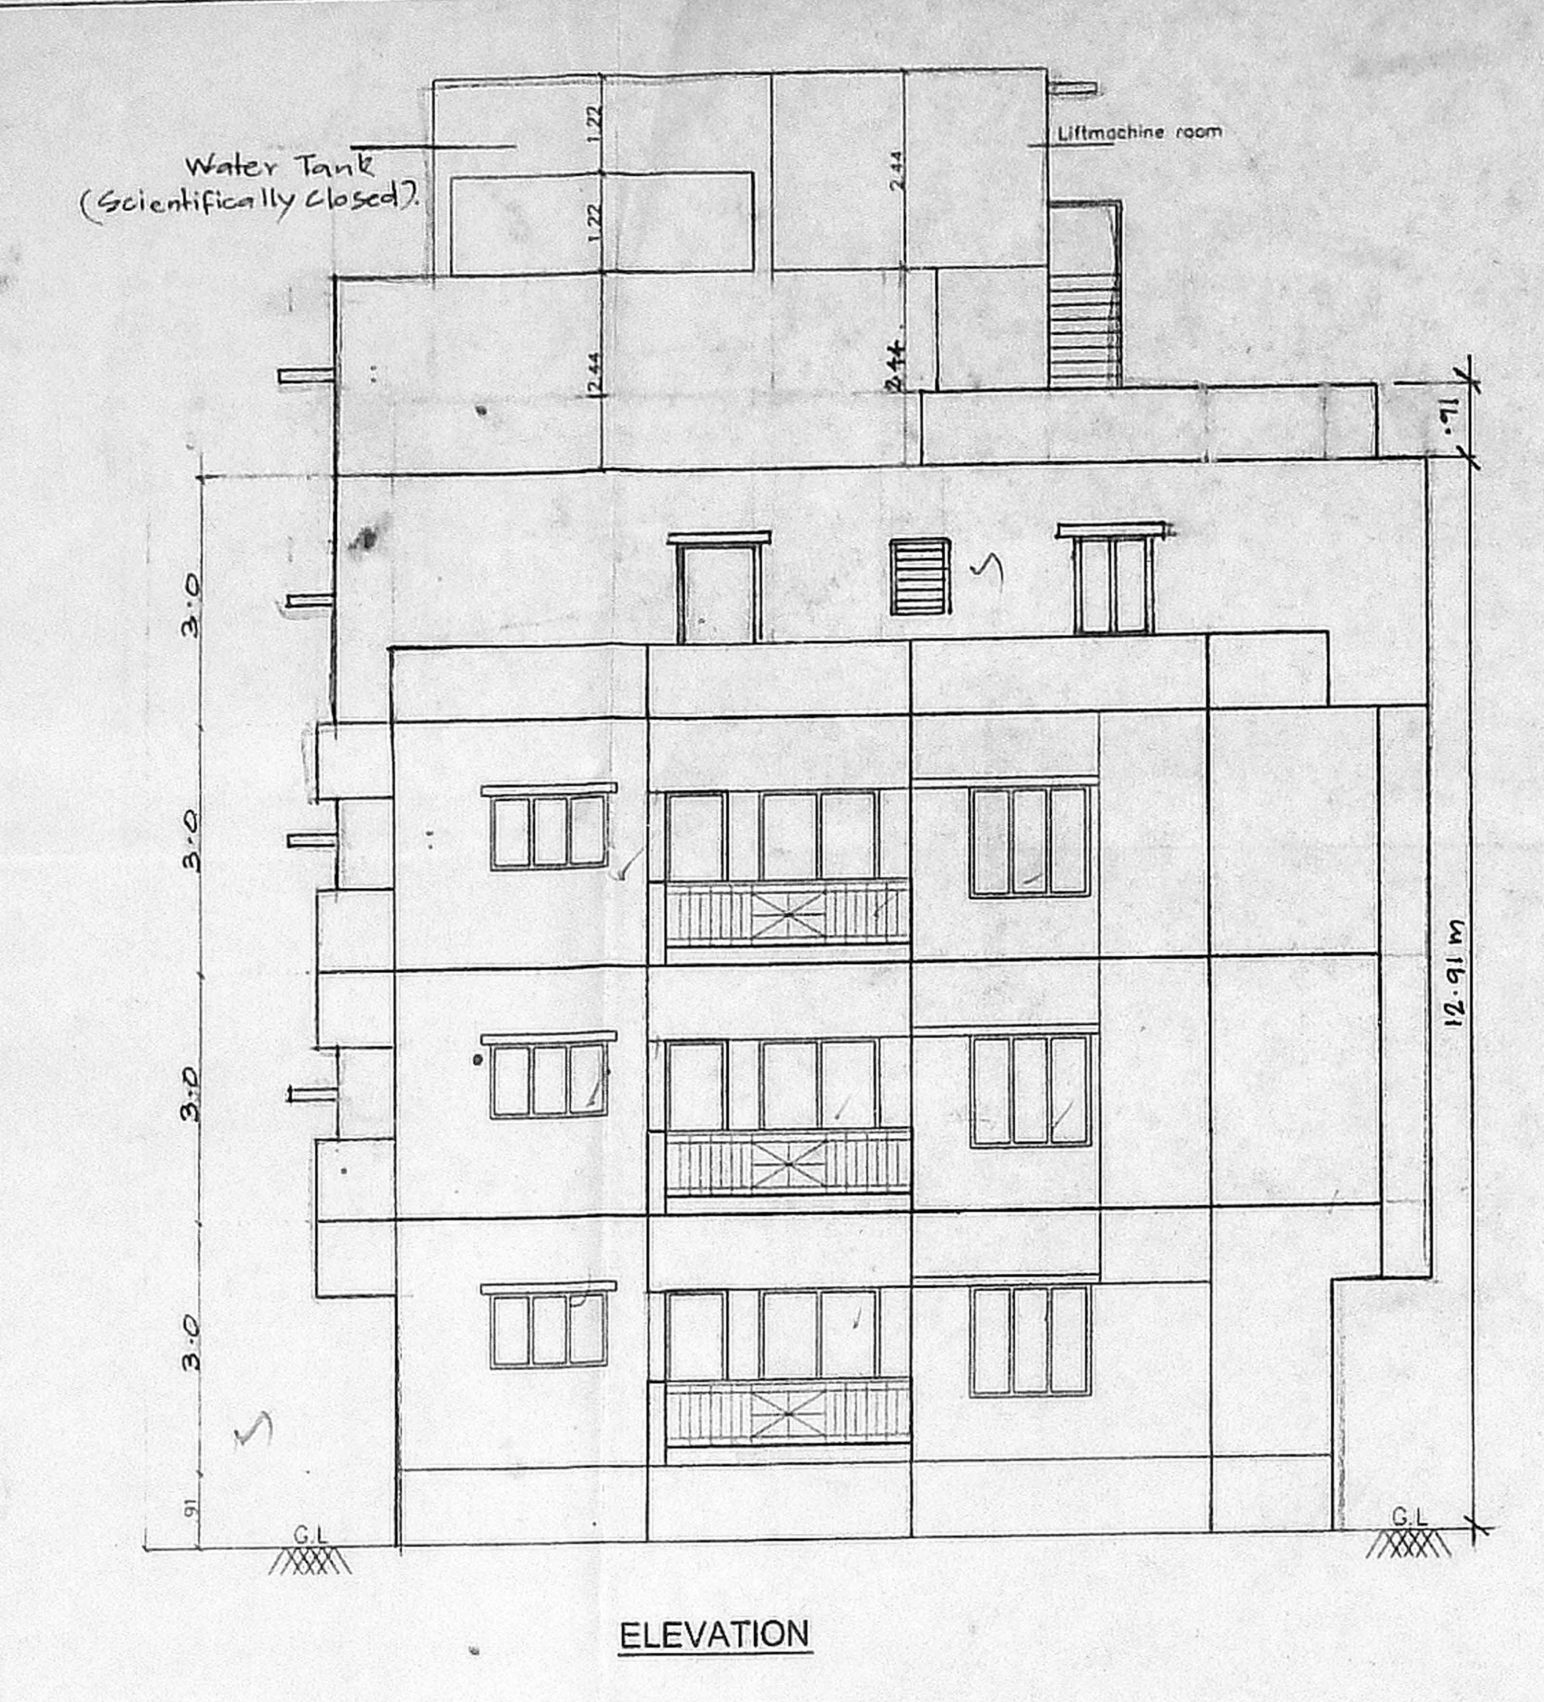 1.22
Liftmachine room
Water Tank
(Scientifically Closed).
2.44
1.22
2.44
2.44
.91
3.0
3.0
12.91 m
3.0
3.0
91
G.L
G.L
ELEVATION